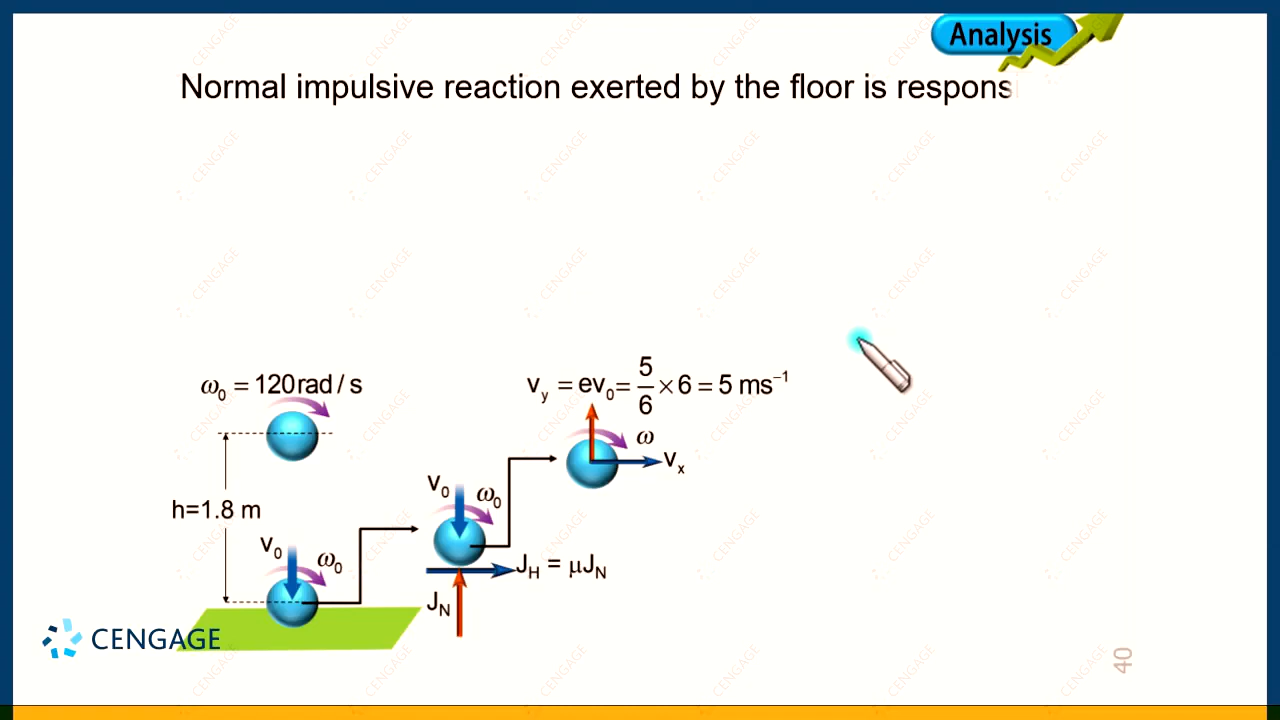 Analysis
Normal impulsive reaction exerted by the floor is respons
ω₀ = 120 rad / s
v_y = ev₀ = 5/6 × 6 = 5 ms⁻¹
ω
v_x
v₀
ω₀
h=1.8 m
v₀
ω₀
J_H = μJ_N
J_N
CENGAGE
40